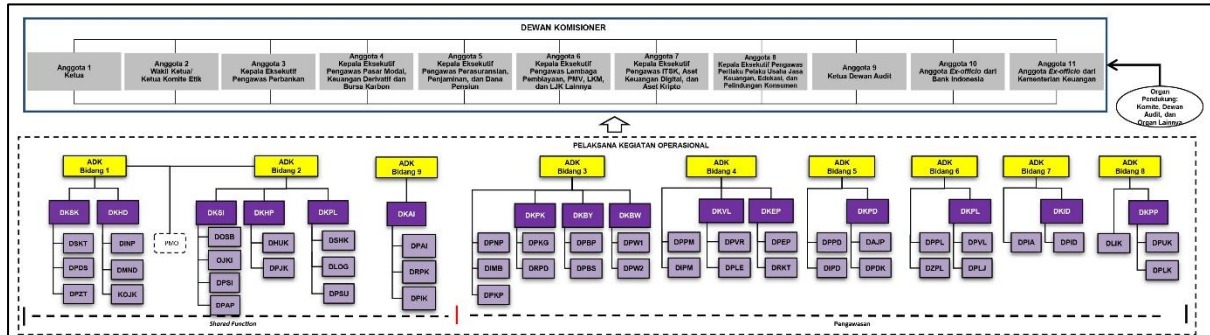 DEWAN KOMISIONER
Anggota 1
Ketua
Anggota 2
Wakil Ketua/
Ketua Komite Etik
Anggota 3
Kepala Eksekutif
Pengawas Perbankan
Anggota 4
Kepala Eksekutif
Pengawas Pasar Modal,
Keuangan Derivatif dan
Bursa Karbon
Anggota 5
Kepala Eksekutif
Pengawas Perasuransian,
Penjaminan, dan Dana
Pensiun
Anggota 6
Kepala Eksekutif
Pengawas Lembaga
Pembiayaan, PMV, LKM,
dan LJK Lainnya
Anggota 7
Kepala Eksekutif
Pengawas ITSK, Aset
Keuangan Digital, dan
Aset Kripto
Anggota 8
Kepala Eksekutif Pengawas
Perilaku Pelaku Usaha Jasa
Keuangan, Edukasi, dan
Pelindungan Konsumen
Anggota 9
Ketua Dewan Audit
Anggota 10
Anggota Ex-officio dari
Bank Indonesia
Anggota 11
Anggota Ex-officio dari
Kementerian Keuangan
Organ
Pendukung:
Komite, Dewan
Audit, dan
Organ Lainnya
PELAKSANA KEGIATAN OPERASIONAL
ADK
Bidang 1
DKSK
DSKT
DPDS
DPZT
DKHD
DINP
DMND
KOJK
PMO
ADK
Bidang 2
DKSI
DOSB
OJKI
DPSI
DPAP
DKHP
DHUK
DPJK
DKPL
DSHK
DLOG
DPSU
ADK
Bidang 9
DKAI
DPAI
DRPK
DPIK
ADK
Bidang 3
DPNP
DIMB
DPKP
DKPK
DPKG
DRPD
DKBY
DPBP
DPBS
DKBW
DPW1
DPW2
ADK
Bidang 4
DPPM
DIPM
DKVL
DPVR
DPLE
DKEP
DPEP
DRKT
ADK
Bidang 5
DPPD
DIPD
DKPD
DAJP
DPDK
ADK
Bidang 6
DPPL
DZPL
DKPL
DPVL
DPLJ
ADK
Bidang 7
DPIA
DKID
DPID
ADK
Bidang 8
DLIK
DKPP
DPUK
DPLK
Shared Function
Pengawasan